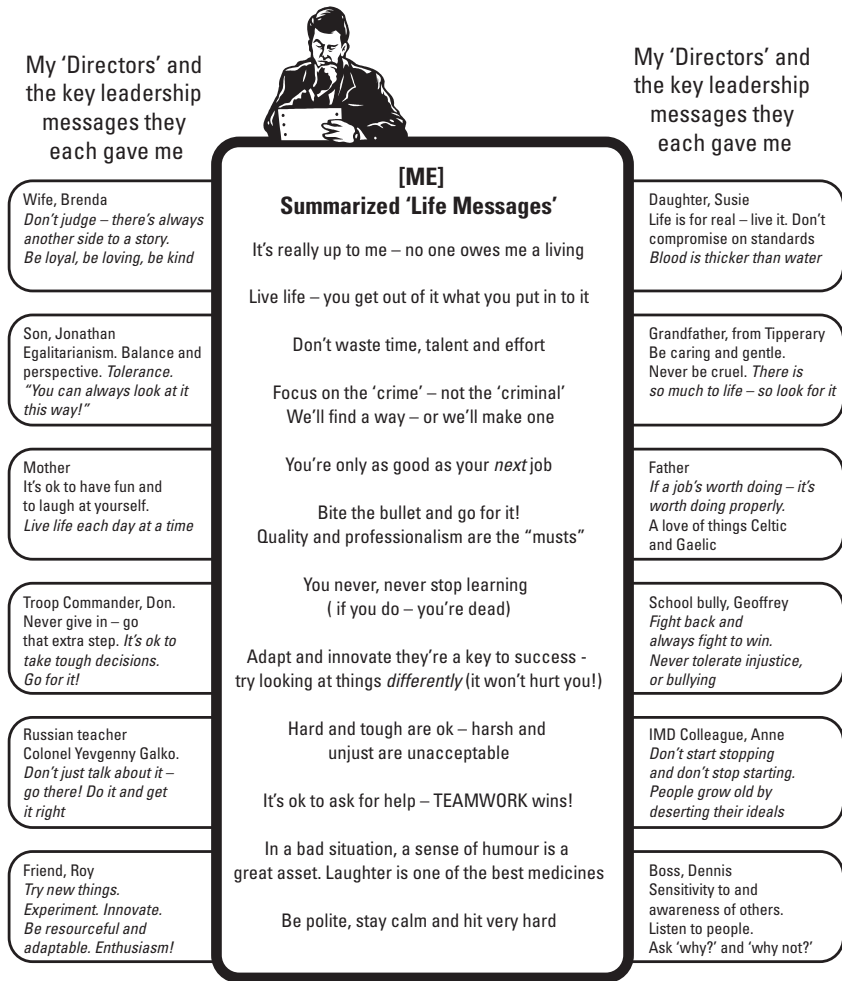 My ‘Directors’ and
the key leadership
messages they
each gave me
Wife, Brenda
Don’t judge – there’s always
another side to a story.
Be loyal, be loving, be kind
Son, Jonathan
Egalitarianism. Balance and
perspective. Tolerance.
“You can always look at it
this way!”
Mother
It’s ok to have fun and
to laugh at yourself.
Live life each day at a time
Troop Commander, Don.
Never give in – go
that extra step. It’s ok to
take tough decisions.
Go for it!
Russian teacher
Colonel Yevgenny Galko.
Don’t just talk about it –
go there! Do it and get
it right
Friend, Roy
Try new things.
Experiment. Innovate.
Be resourceful and
adaptable. Enthusiasm!
[ME]
Summarized ‘Life Messages’
It’s really up to me – no one owes me a living
Live life – you get out of it what you put in to it
Don’t waste time, talent and effort
Focus on the ‘crime’ – not the ‘criminal’
We’ll find a way – or we’ll make one
You’re only as good as your next job
Bite the bullet and go for it!
Quality and professionalism are the “musts”
You never, never stop learning
( if you do – you’re dead)
Adapt and innovate they’re a key to success -
try looking at things differently (it won’t hurt you!)
Hard and tough are ok – harsh and
unjust are unacceptable
It’s ok to ask for help – TEAMWORK wins!
In a bad situation, a sense of humour is a
great asset. Laughter is one of the best medicines
Be polite, stay calm and hit very hard
My ‘Directors’ and
the key leadership
messages they
each gave me
Daughter, Susie
Life is for real – live it. Don’t
compromise on standards
Blood is thicker than water
Grandfather, from Tipperary
Be caring and gentle.
Never be cruel. There is
so much to life – so look for it
Father
If a job’s worth doing – it’s
worth doing properly.
A love of things Celtic
and Gaelic
School bully, Geoffrey
Fight back and
always fight to win.
Never tolerate injustice,
or bullying
IMD Colleague, Anne
Don’t start stopping
and don’t stop starting.
People grow old by
deserting their ideals
Boss, Dennis
Sensitivity to and
awareness of others.
Listen to people.
Ask ‘why?’ and ‘why not?’